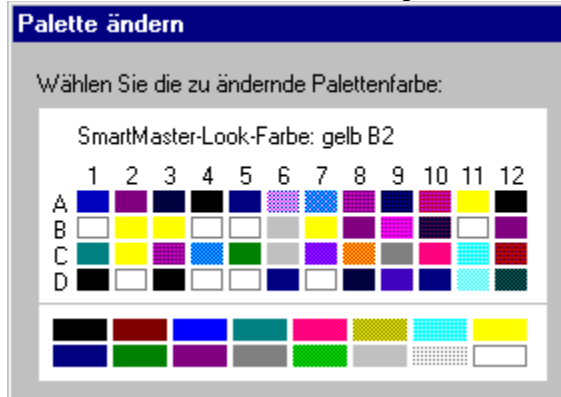 Palette ändern
Wählen Sie die zu ändernde Palettenfarbe:
SmartMaster-Look-Farbe: gelb B2
1 2 3 4 5 6 7 8 9 10 11 12
A
B
C
D